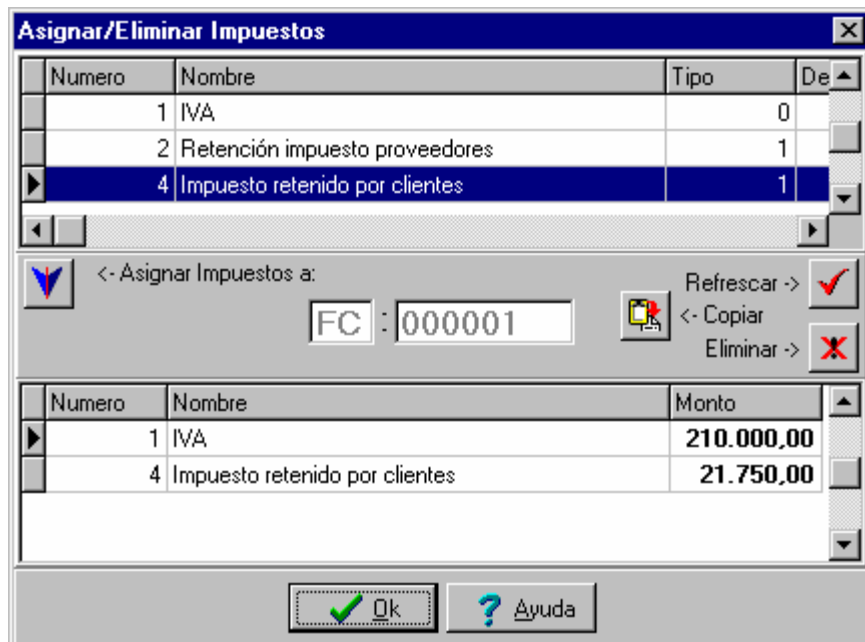 Asignar/Eliminar Impuestos
Numero Nombre Tipo De
1 IVA 0
2 Retención impuesto proveedores 1
4 Impuesto retenido por clientes 1
<- Asignar Impuestos a:
Refrescar ->
FC : 000001
<- Copiar
Eliminar ->
Numero Nombre Monto
1 IVA 210.000,00
4 Impuesto retenido por clientes 21.750,00
Ok Ayuda